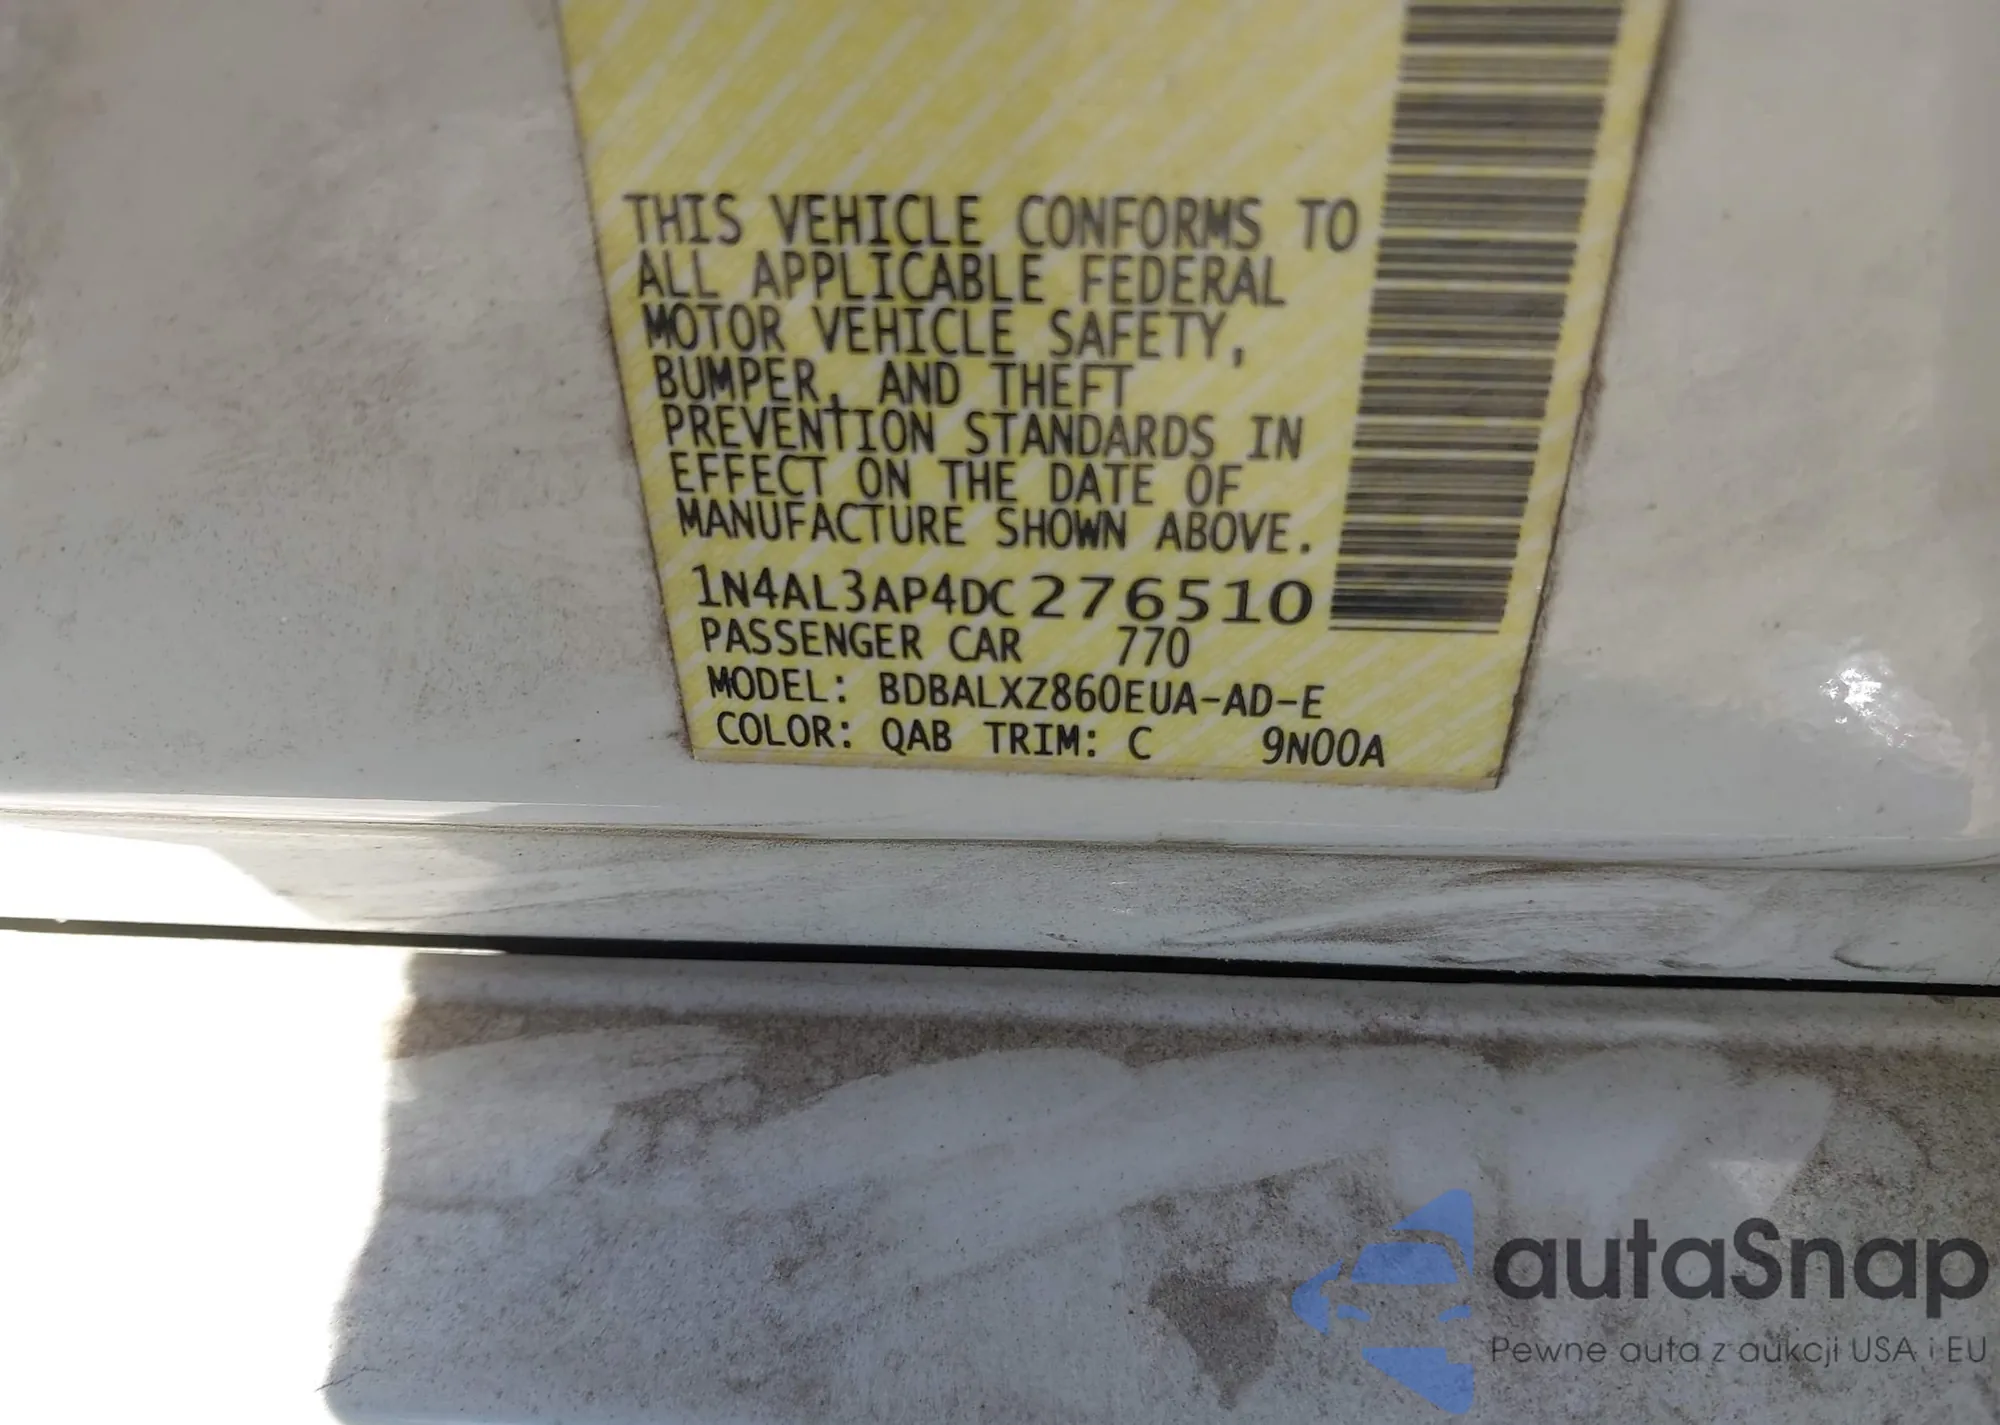 THIS VEHICLE CONFORMS TO
ALL APPLICABLE FEDERAL
MOTOR VEHICLE SAFETY,
BUMPER, AND THEFT
PREVENTION STANDARDS IN
EFFECT ON THE DATE OF
MANUFACTURE SHOWN ABOVE.
1N4AL3AP4DC276510
PASSENGER CAR 770
MODEL: BDBALXZ860EUA-AD-E
COLOR: QAB TRIM: C 9N00A
autaSnap
Pewne auta z aukcji USA i EU